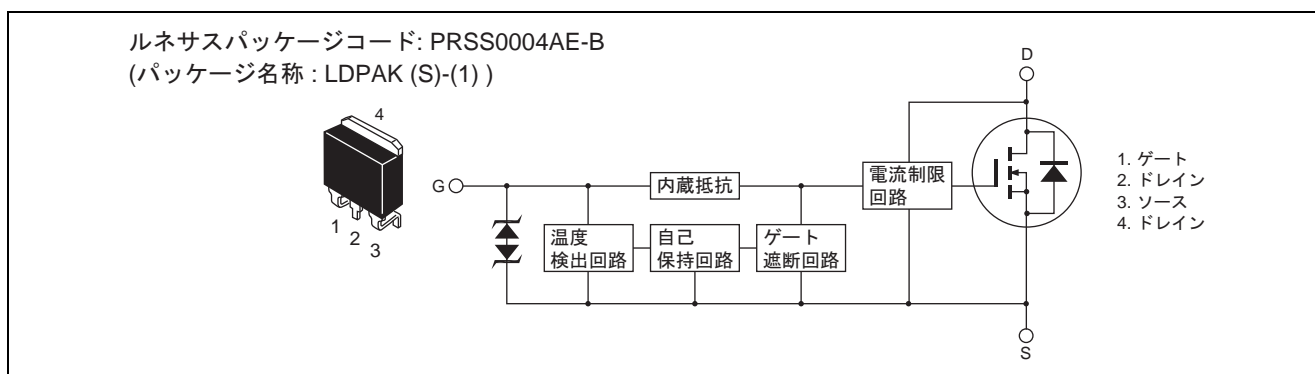 ルネサスパッケージコード: PRSS0004AE-B
(パッケージ名称 : LDPAK (S)-(1) )
4
1
2
3
G
内蔵抵抗
温度
検出回路
自己
保持回路
ゲート
遮断回路
電流制限
回路
D
S
1. ゲート
2. ドレイン
3. ソース
4. ドレイン